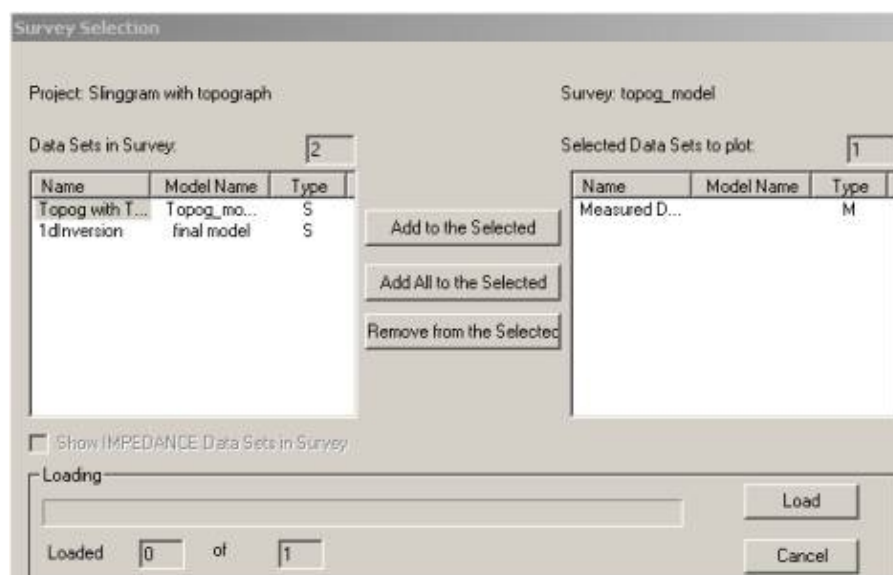 Survey Selection
Project: Slinggram with topograph
Survey: topog_model
Data Sets in Survey:
2
Selected Data Sets to plot:
1
Name Model Name Type
Topog with T... Topog_mo... S
1dInversion final model S
Add to the Selected
Add All to the Selected
Remove from the Selected
Name Model Name Type
Measured D... M
Show IMPEDANCE Data Sets in Survey
Loading
Load
Loaded 0 of 1
Cancel